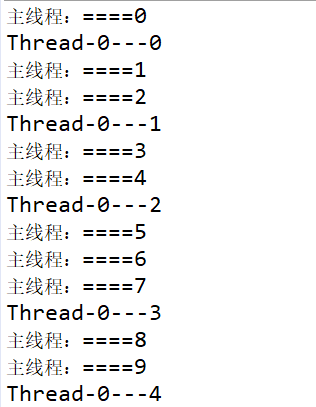 主线程：====0
Thread-0---0
主线程：====1
主线程：====2
Thread-0---1
主线程：====3
主线程：====4
Thread-0---2
主线程：====5
主线程：====6
主线程：====7
Thread-0---3
主线程：====8
主线程：====9
Thread-0---4